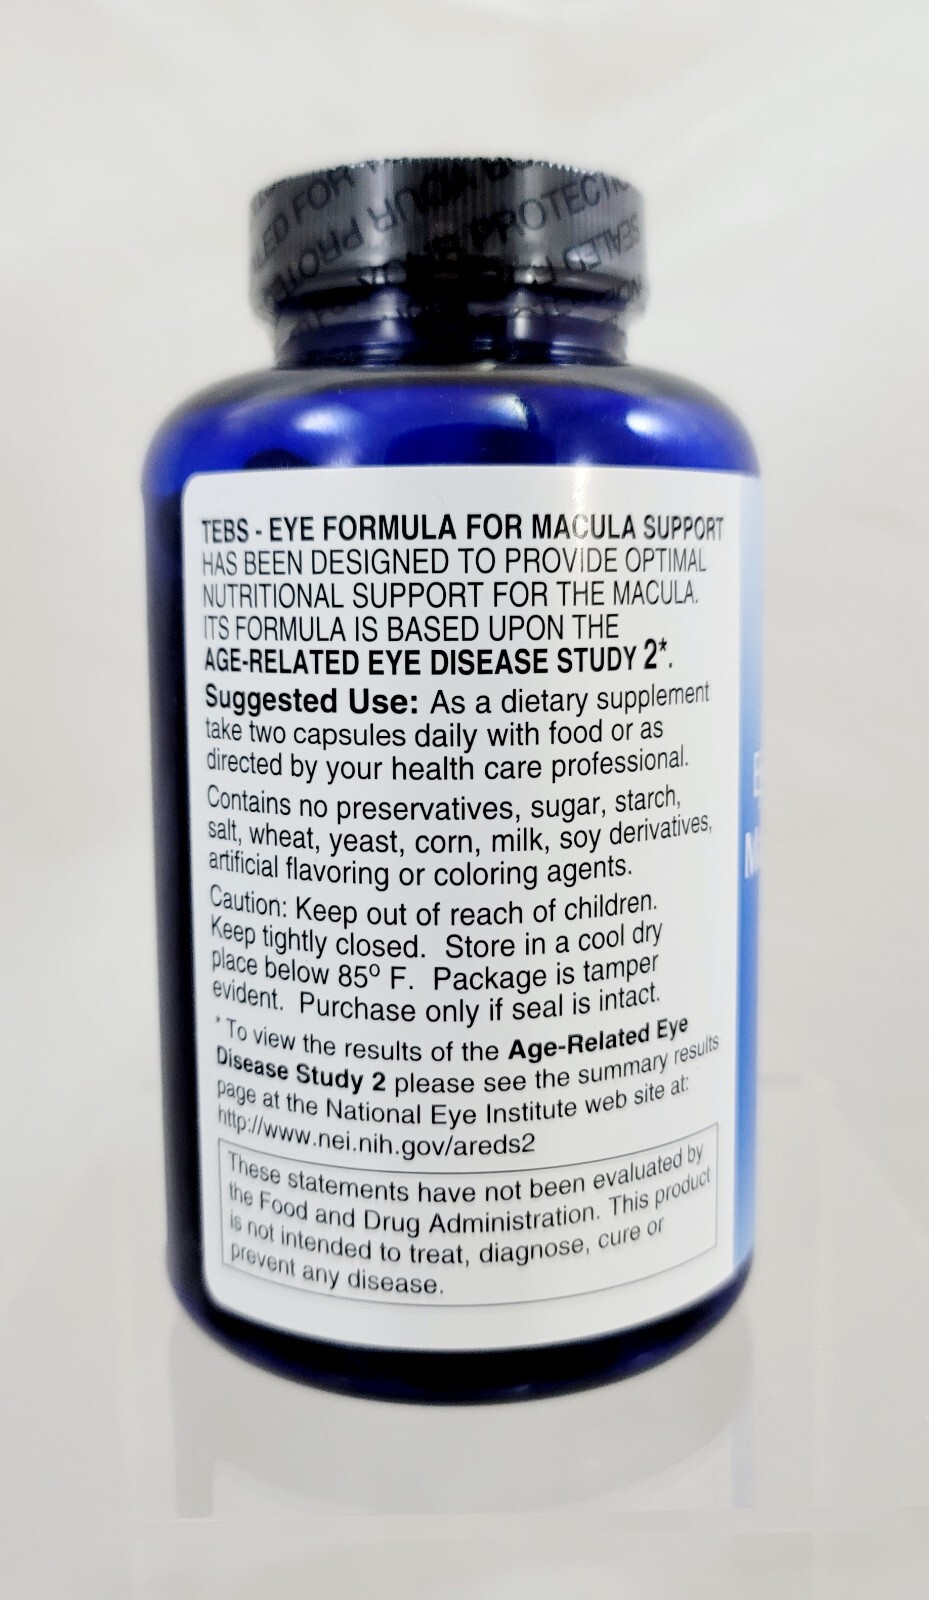 TEBS - EYE FORMULA FOR MACULA SUPPORT
HAS BEEN DESIGNED TO PROVIDE OPTIMAL
NUTRITIONAL SUPPORT FOR THE MACULA.
ITS FORMULA IS BASED UPON THE
AGE-RELATED EYE DISEASE STUDY 2*.
Suggested Use: As a dietary supplement
take two capsules daily with food or as
directed by your health care professional.
Contains no preservatives, sugar, starch,
salt, wheat, yeast, corn, milk, soy derivatives,
artificial flavoring or coloring agents.
Caution: Keep out of reach of children.
Keep tightly closed. Store in a cool dry
place below 85º F. Package is tamper
evident. Purchase only if seal is intact.
* To view the results of the Age-Related Eye
Disease Study 2 please see the summary results
page at the National Eye Institute web site at:
http://www.nei.nih.gov/areds2
These statements have not been evaluated by
the Food and Drug Administration. This product
is not intended to treat, diagnose, cure or
prevent any disease.